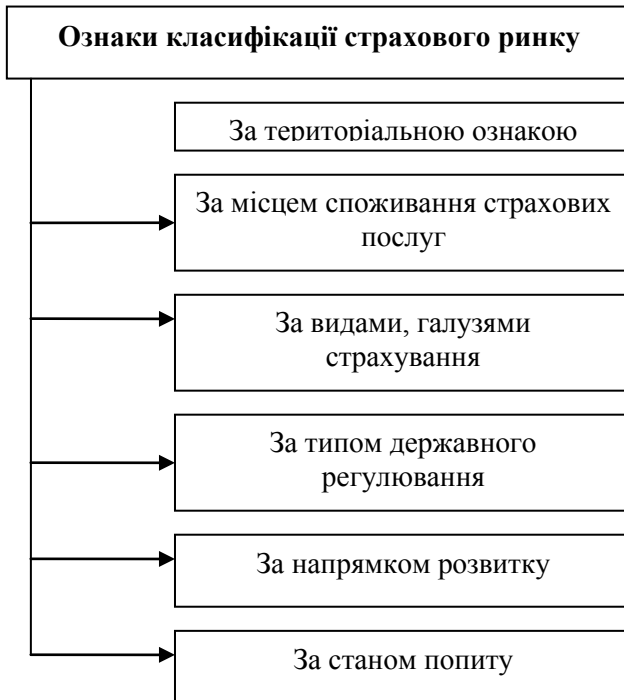 Ознаки класифікації страхового ринку
За територіальною ознакою
За місцем споживання страхових
послуг
За видами, галузями
страхування
За типом державного
регулювання
За напрямком розвитку
За станом попиту